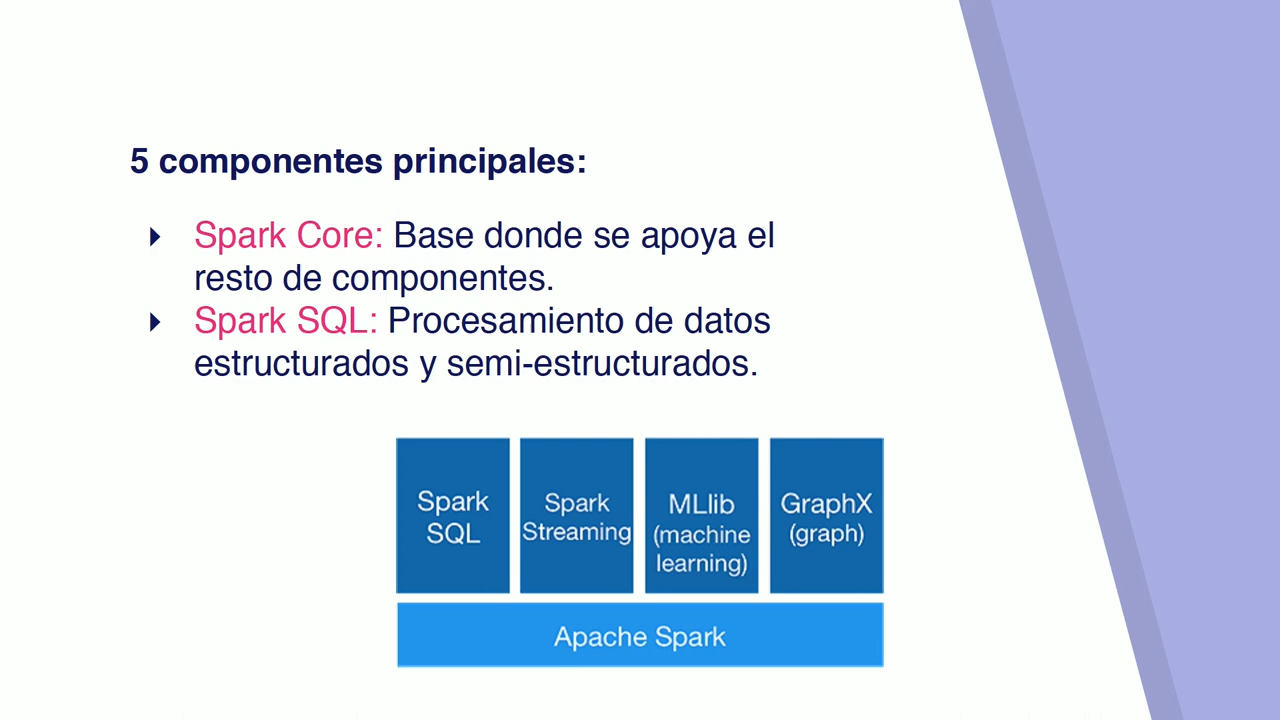 5 componentes principales:
Spark Core: Base donde se apoya el
resto de componentes.
Spark SQL: Procesamiento de datos
estructurados y semi-estructurados.
Spark
SQL
Spark
Streaming
MLlib
(machine
learning)
GraphX
(graph)
Apache Spark